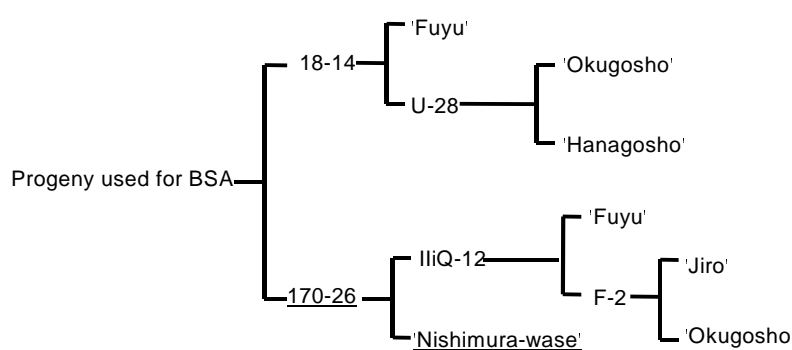 'Fuyu'
18-14
'Okugosho'
U-28
'Hanagosho'
Progeny used for BSA
'Fuyu'
IIiQ-12
'Jiro'
170-26
F-2
'Nishimura-wase'
'Okugosho